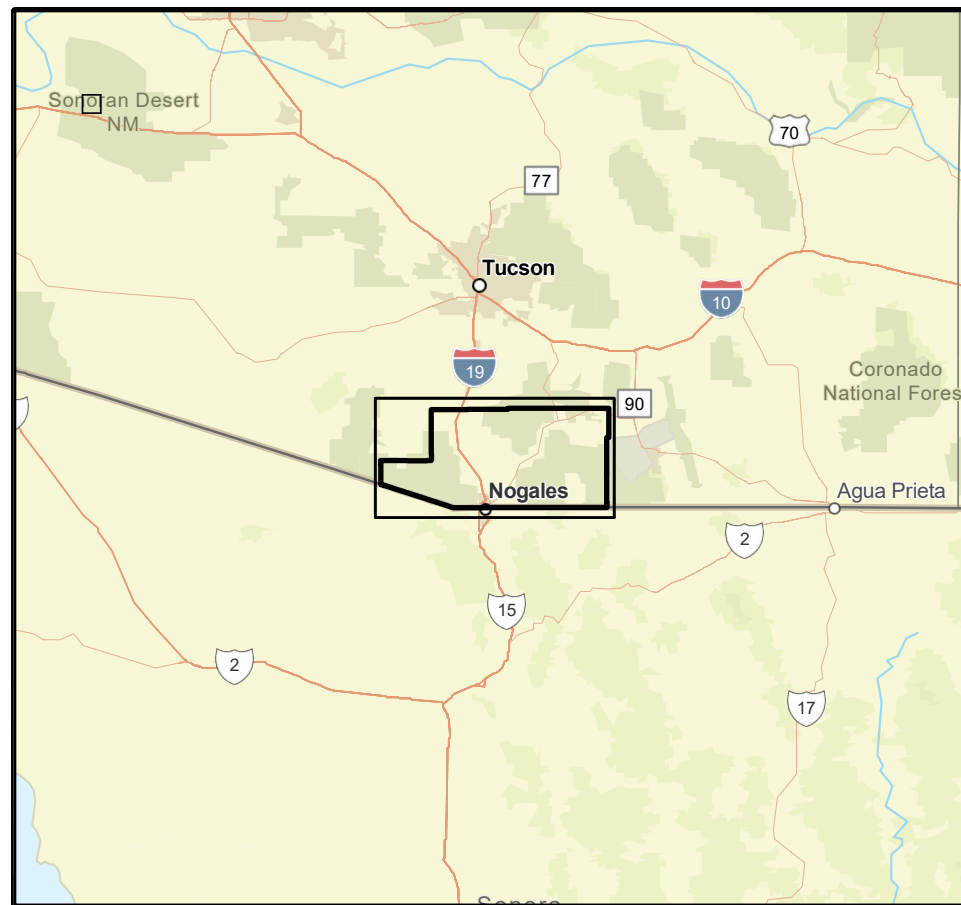 Sonoran Desert
NM
70
77
Tucson
10
19
Coronado
National Fores
90
Nogales
Agua Prieta
2
15
2
17
Sonora